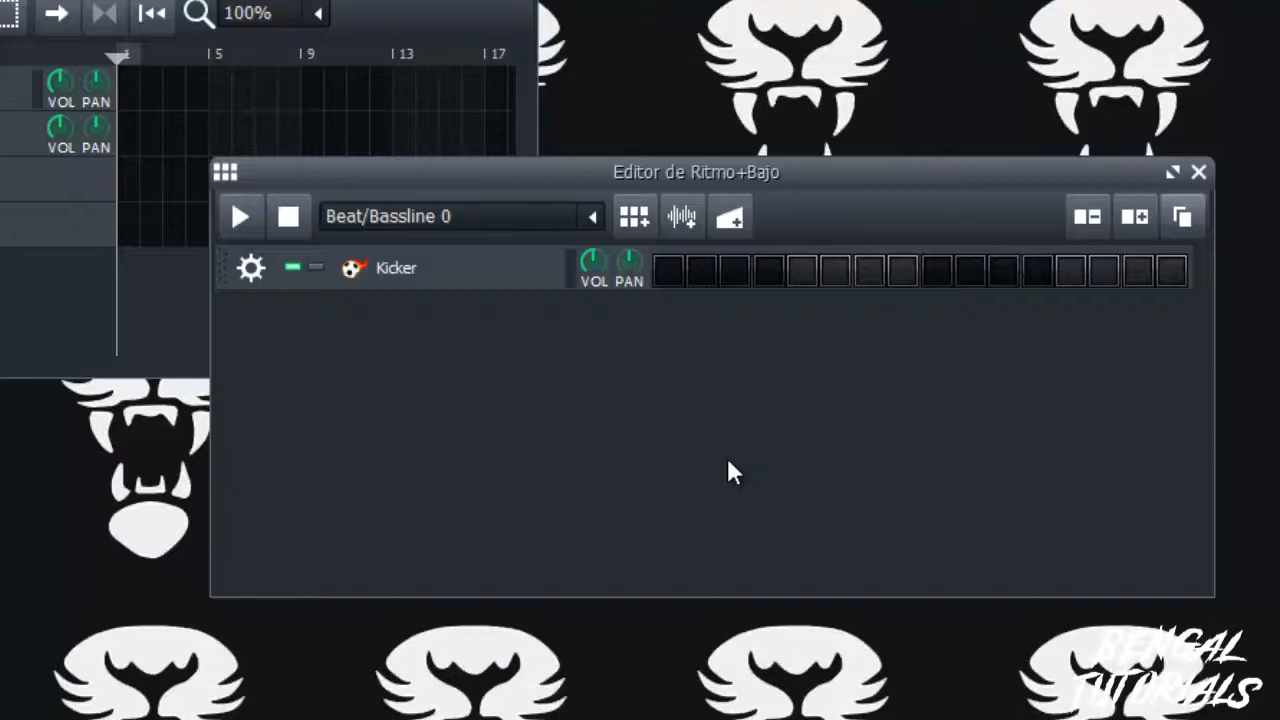 100%
1 5 9 13 17
VOL PAN
VOL PAN
Editor de Ritmo+Bajo
Beat/Bassline 0
Kicker
VOL PAN
BENGAL
TUTORIALS